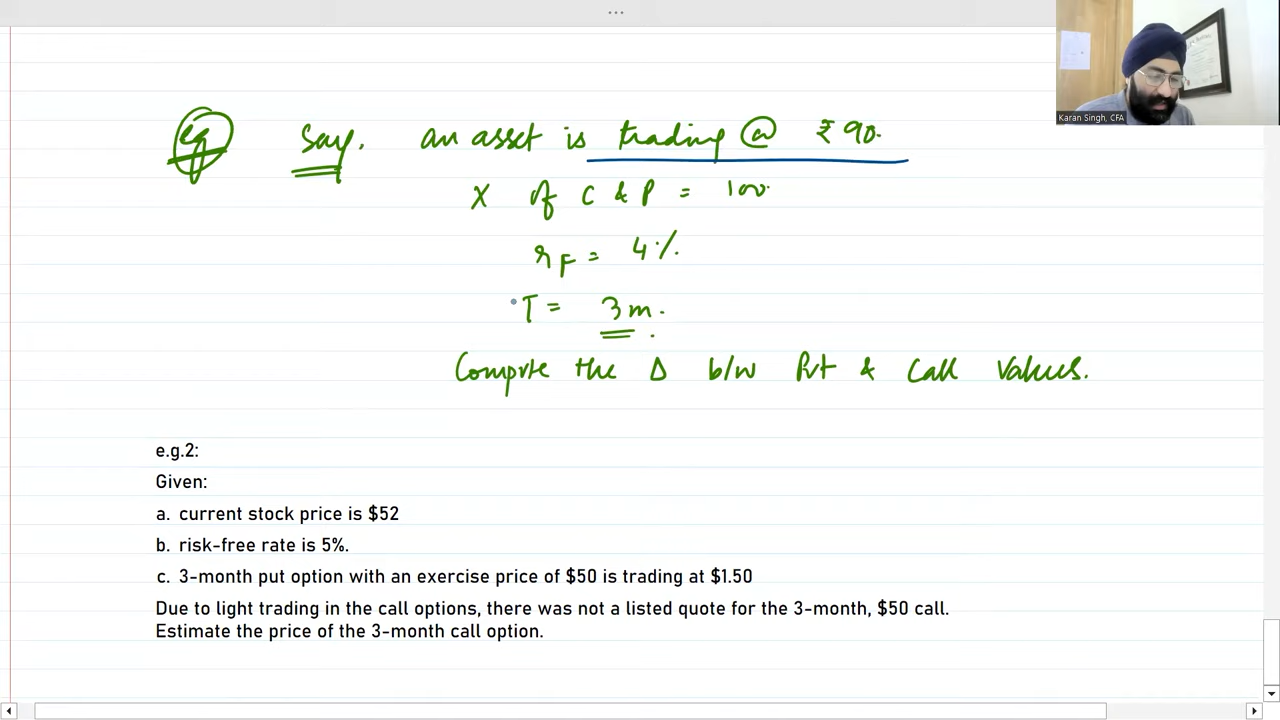 Karan Singh, CFA
eg Say, an asset is trading @ ₹90.
X of C & P = 100.
rF = 4%.
T = 3m.
Compute the Δ b/w Put & Call Values.
e.g.2:
Given:
a. current stock price is $52
b. risk-free rate is 5%.
c. 3-month put option with an exercise price of $50 is trading at $1.50
Due to light trading in the call options, there was not a listed quote for the 3-month, $50 call.
Estimate the price of the 3-month call option.